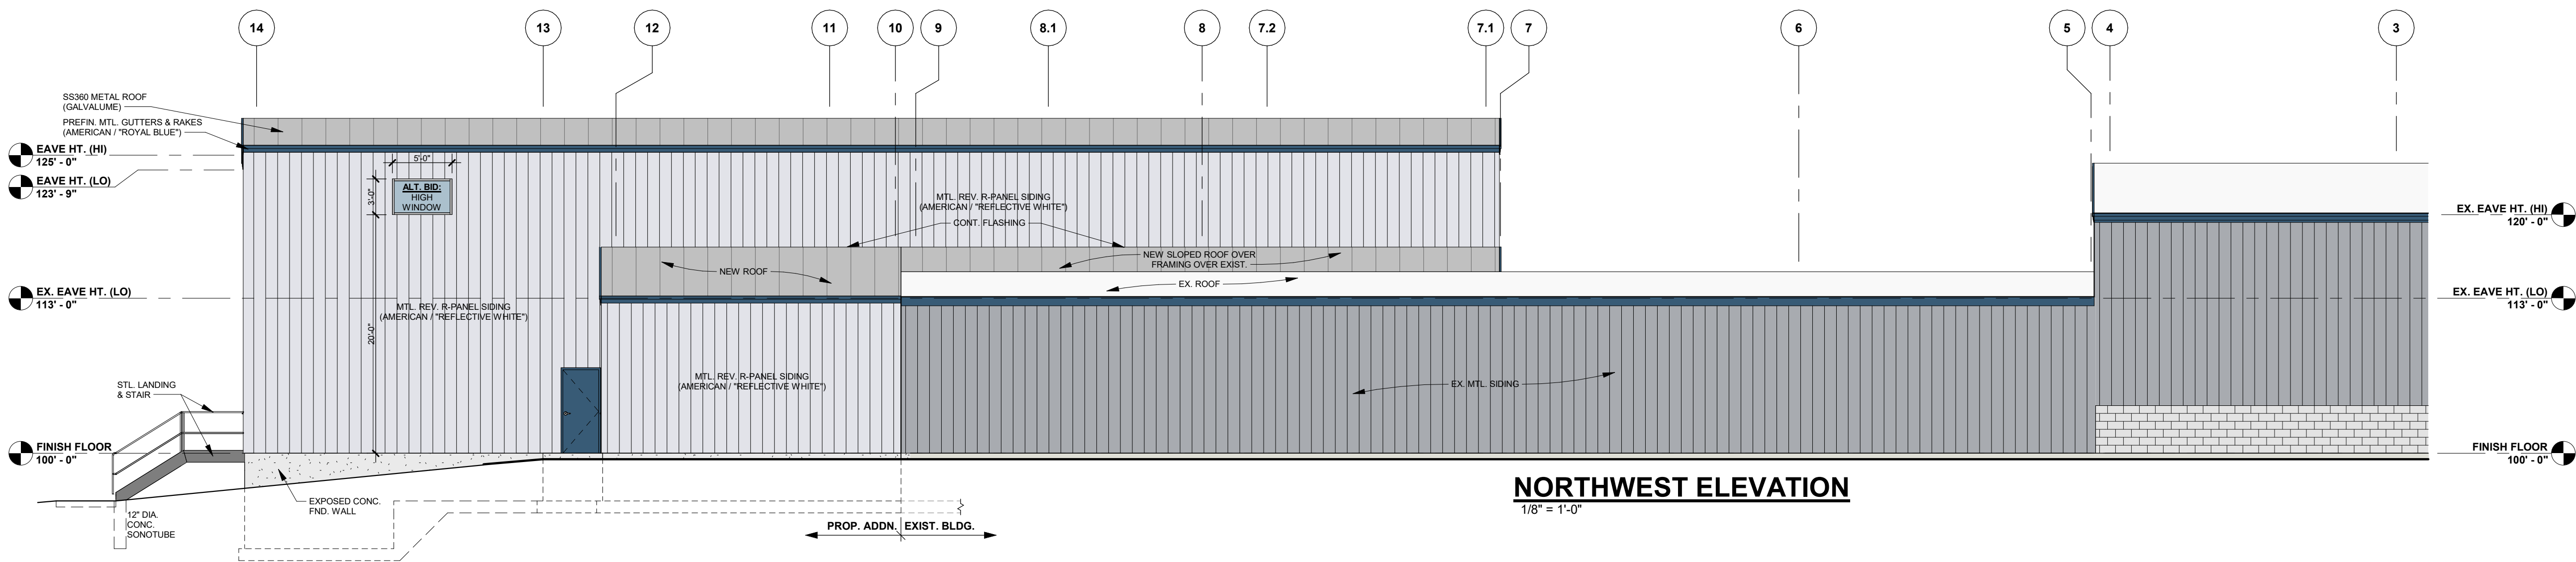 14
13
12
11
10
9
8.1
8
7.2
7.1
7
6
5
4
3
SS360 METAL ROOF
(GALVALUME)
PREFIN. MTL. GUTTERS & RAKES
(AMERICAN / "ROYAL BLUE")
EAVE HT. (HI)
125' - 0"
EAVE HT. (LO)
123' - 9"
5'-0"
3'-0"
ALT. BID:
HIGH
WINDOW
MTL. REV. R-PANEL SIDING
(AMERICAN / "REFLECTIVE WHITE")
CONT. FLASHING
NEW SLOPED ROOF OVER
FRAMING OVER EXIST.
NEW ROOF
EX. ROOF
EX. EAVE HT. (HI)
120' - 0"
EX. EAVE HT. (LO)
113' - 0"
MTL. REV. R-PANEL SIDING
(AMERICAN / "REFLECTIVE WHITE")
20'-0"
EX. EAVE HT. (LO)
113' - 0"
MTL. REV. R-PANEL SIDING
(AMERICAN / "REFLECTIVE WHITE")
EX. MTL. SIDING
STL. LANDING
& STAIR
FINISH FLOOR
100' - 0"
FINISH FLOOR
100' - 0"
EXPOSED CONC.
FND. WALL
12" DIA.
CONC.
SONOTUBE
PROP. ADDN.
EXIST. BLDG.
NORTHWEST ELEVATION
1/8" = 1'-0"